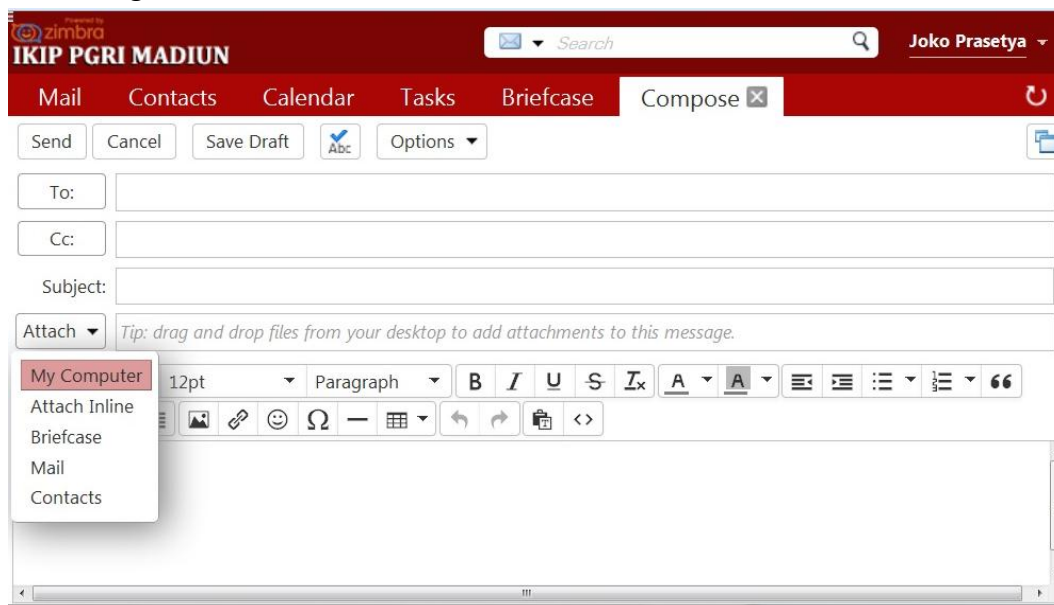 Powered by
zimbra
IKIP PGRI MADIUN
Search
Joko Prasetya
Mail Contacts Calendar Tasks Briefcase Compose
Send Cancel Save Draft Abc Options
To:
Cc:
Subject:
Attach Tip: drag and drop files from your desktop to add attachments to this message.
My Computer
Attach Inline
Briefcase
Mail
Contacts
12pt Paragraph B I U S Ix A A
Ω T <>